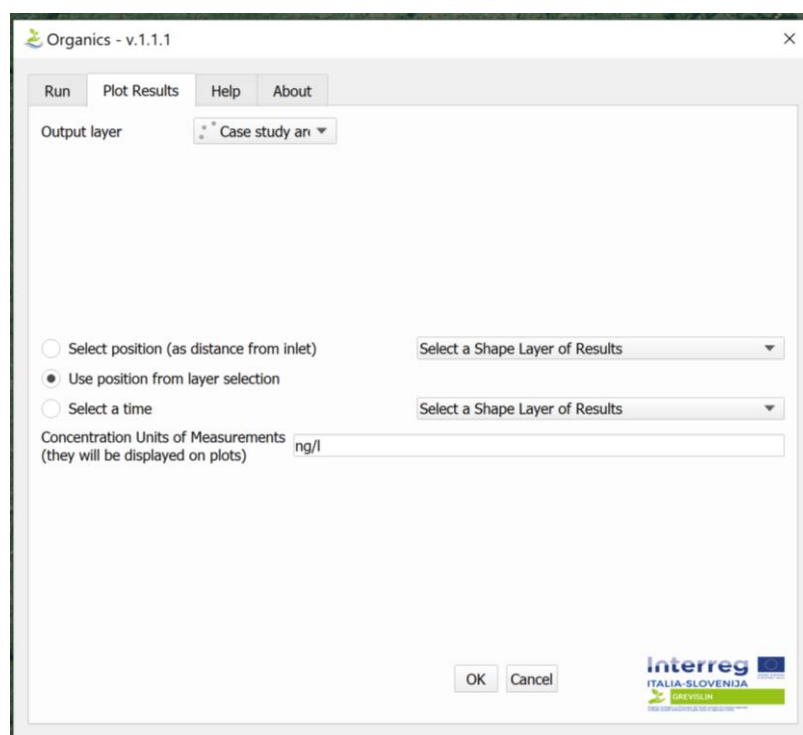 Organics - v.1.1.1
Run Plot Results Help About
Output layer Case study are
Select position (as distance from inlet) Select a Shape Layer of Results
Use position from layer selection
Select a time Select a Shape Layer of Results
Concentration Units of Measurements
(they will be displayed on plots) ng/l
OK Cancel
Interreg
ITALIA-SLOVENIJA
GREVISLIN